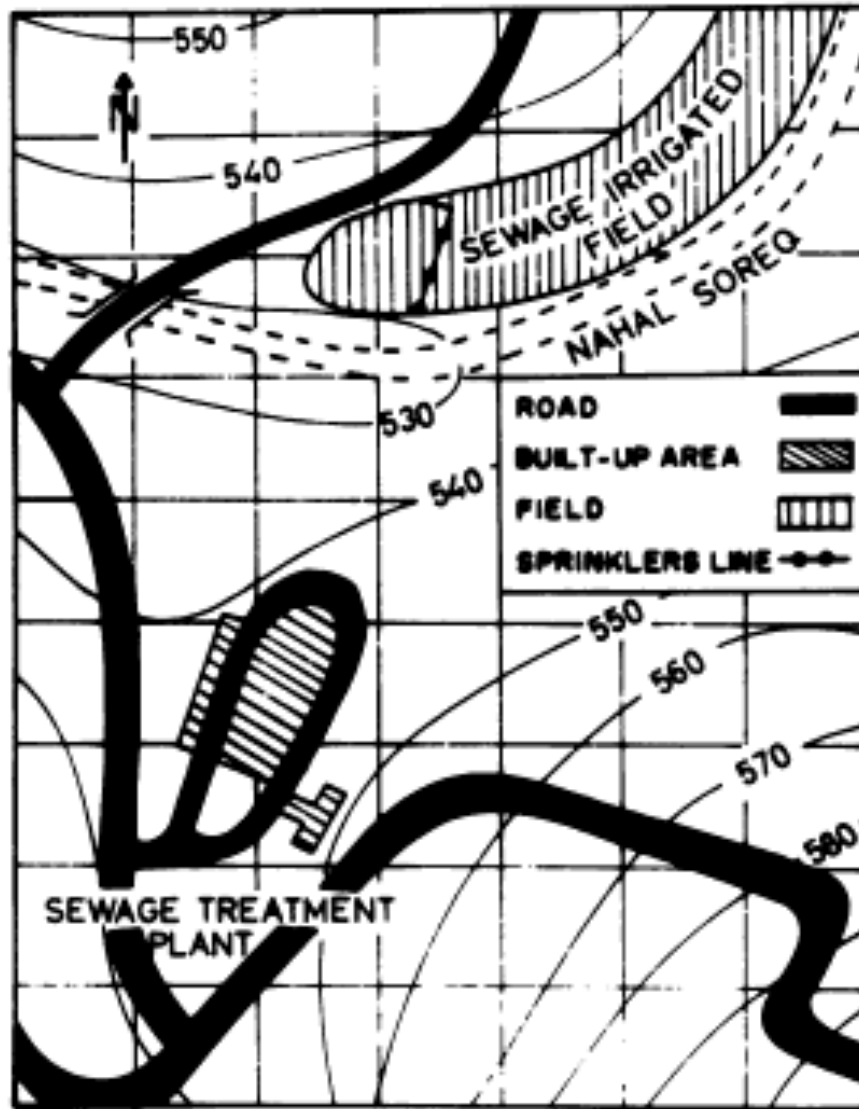 550
N
540
SEWAGE IRRIGATED
FIELD
NAHAL SOREQ
530
ROAD
BUILT-UP AREA
FIELD
SPRINKLERS LINE
540
550
560
570
580
SEWAGE TREATMENT
PLANT